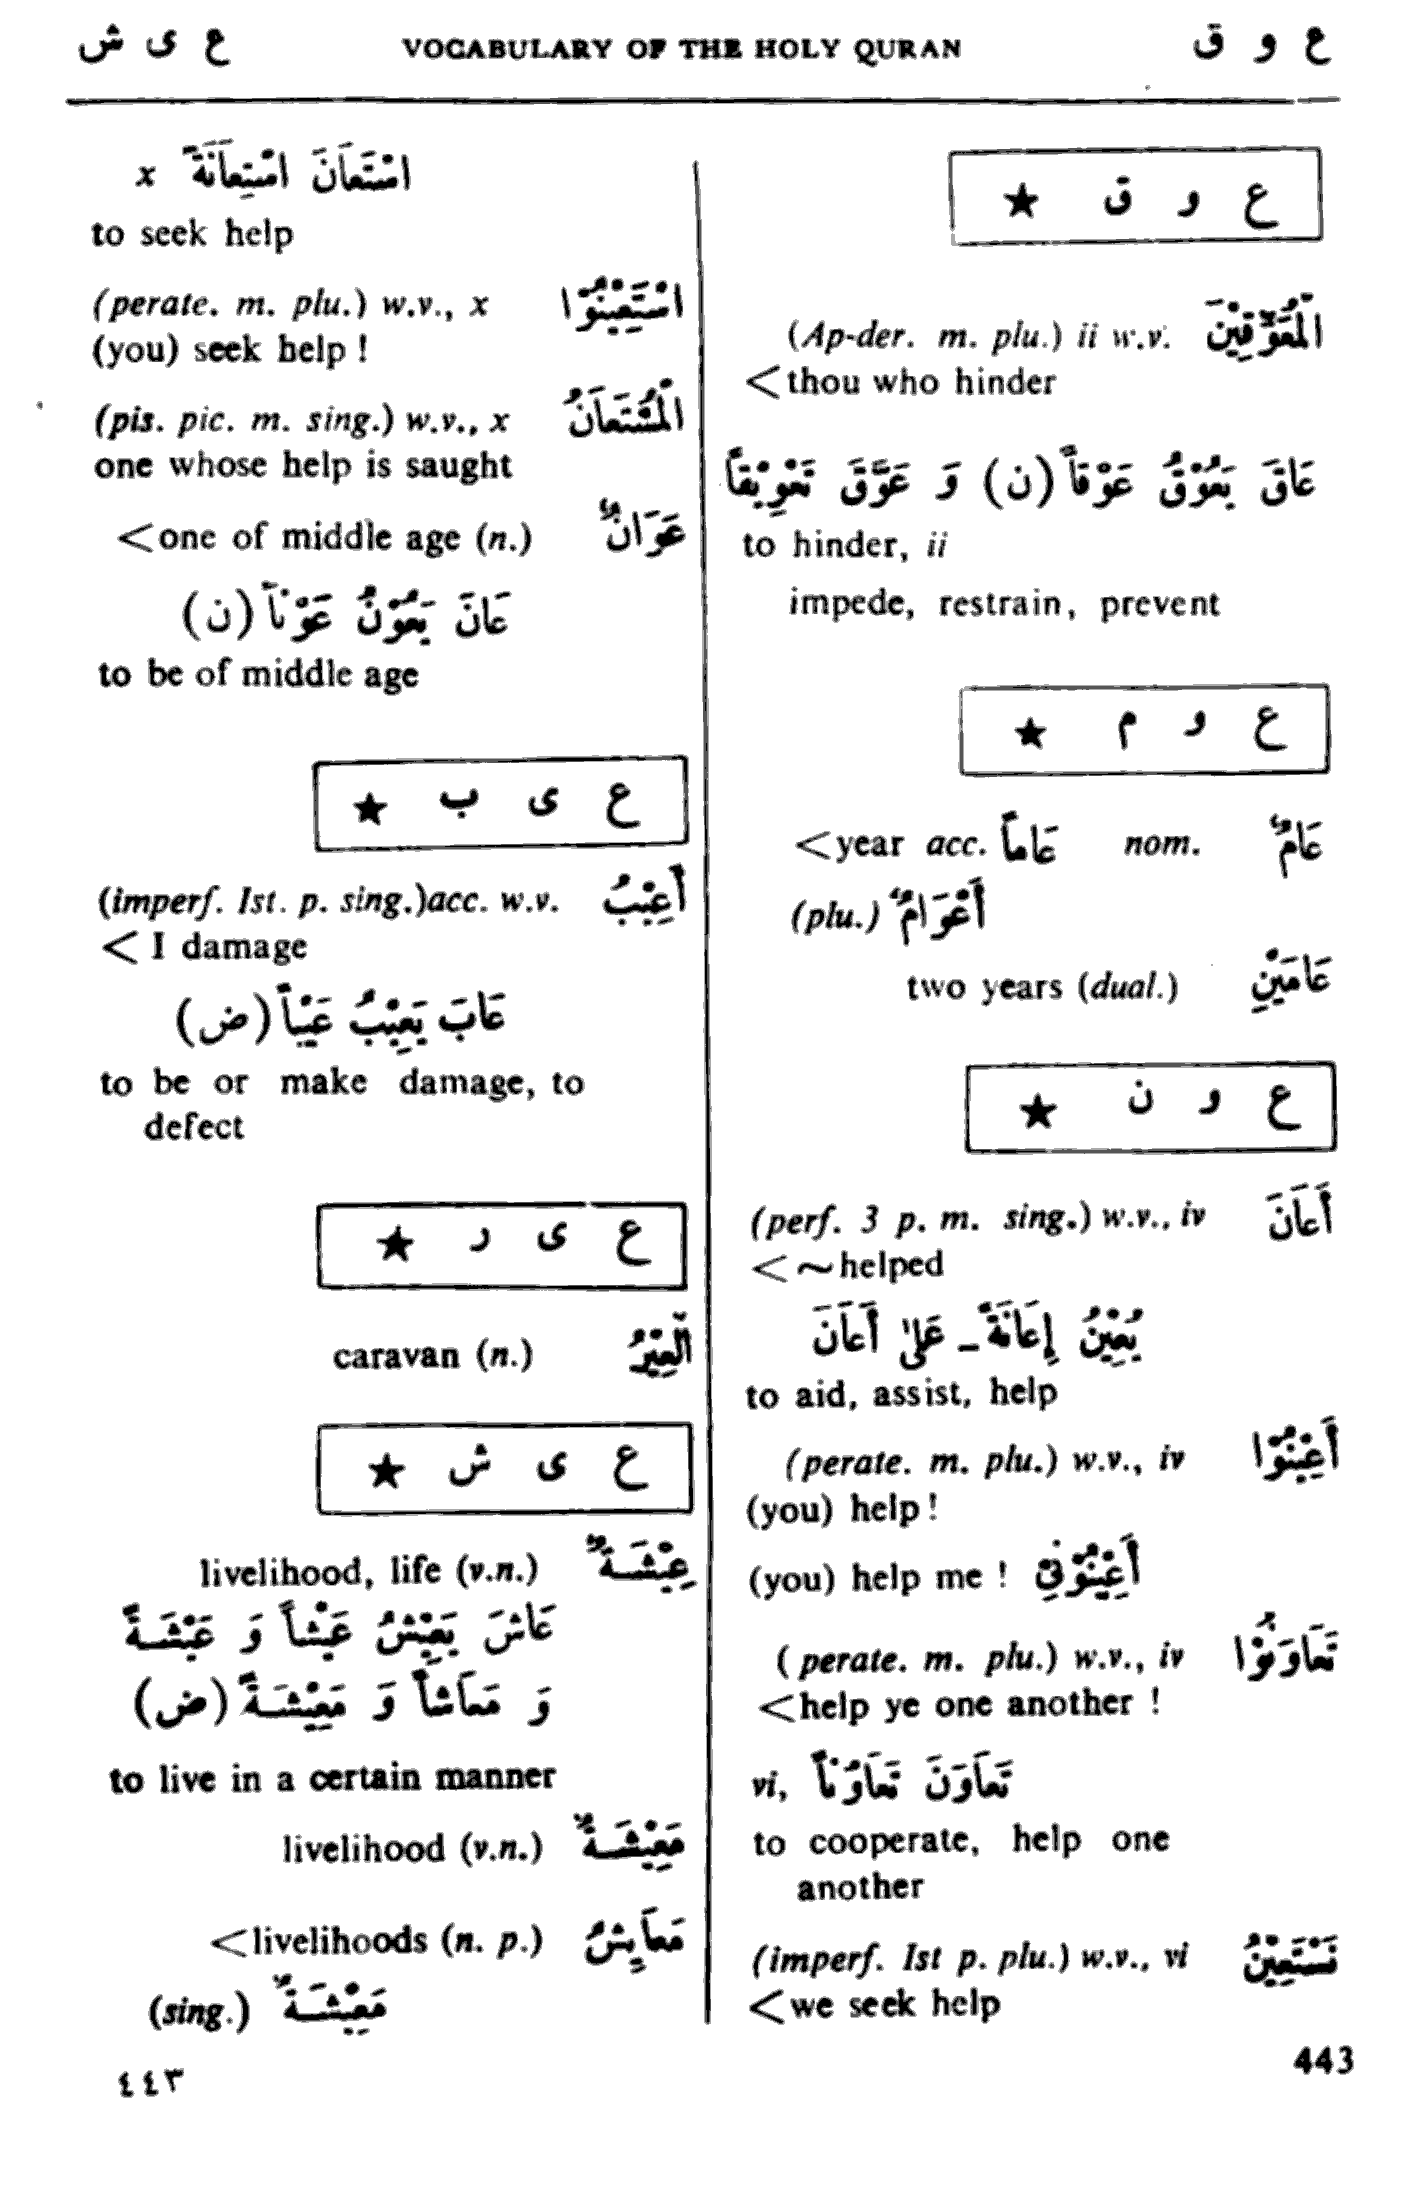 ع و ق VOCABULARY OF THE HOLY QURAN ع ى ش
ع و ق ★
(Ap-der. m. plu.) ii w.v. الْمُعَوِّقِيْنَ
<thou who hinder
عَاقَ يَعُوْقُ عَوْقاً (ن) وَ عَوَّقَ تَعْوِيْقاً
to hinder, ii
impede, restrain, prevent
ع و م ★
<year acc. عَاماً nom. عَامٌ
(plu.) أَعْوَامٌ
two years (dual.) عَامَيْنِ
ع و ن ★
(perf. 3 p. m. sing.) w.v., iv أَعَانَ
<~helped
يُعِيْنُ إِعَانَةً - عَلىٰ أَعَانَ
to aid, assist, help
(perate. m. plu.) w.v., iv أَعِيْنُوْا
(you) help!
(you) help me ! أَعِيْنُوْنِي
( perate. m. plu.) w.v., iv تَعَاوَنُوْا
<help ye one another !
vi, تَعَاوَنَ تَعَاوُناً
to cooperate, help one
another
(imperf. Ist p. plu.) w.v., vi نَسْتَعِيْنُ
<we seek help
اسْتَعَانَ اسْتِعَانَةً x
to seek help
(perate. m. plu.) w.v., x اسْتَعِيْنُوْا
(you) seek help !
(pis. pic. m. sing.) w.v., x الْمُسْتَعَانُ
one whose help is saught
<one of middle age (n.) عَوَانٌ
عَانَ يَعُوْنُ عَوْناً (ن)
to be of middle age
ع ى ب ★
(imperf. Ist. p. sing.)acc. w.v. أَعِيْبُ
< I damage
عَابَ يَعِيْبُ عَيْباً (ض)
to be or make damage, to
defect
ع ى ر ★
caravan (n.) الْعِيْرُ
ع ى ش ★
livelihood, life (v.n.) عِيْشَةٌ
عَاشَ يَعِيْشُ عَيْشاً وَ عَيْشَةً
وَ مَعَاشاً وَ مَعِيْشَةً (ض)
to live in a certain manner
livelihood (v.n.) مَعِيْشَةٌ
<livelihoods (n. p.) مَعَايِشُ
(sing.) مَعِيْشَةٌ
443
٤٤٣